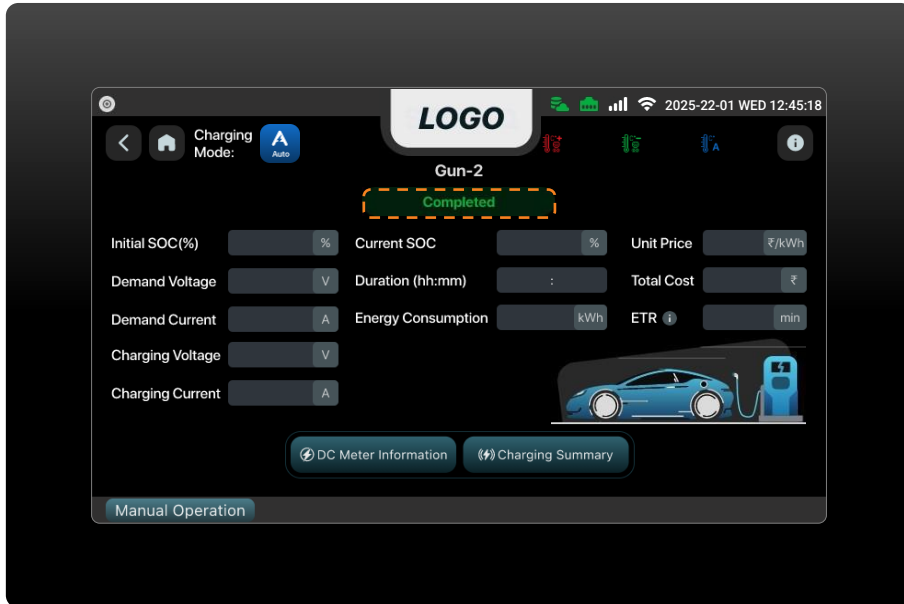 LOGO
2025-22-01 WED 12:45:18
Charging Mode:
Auto
A
Gun-2
Completed
Initial SOC(%) %
Current SOC %
Unit Price ₹/kWh
Demand Voltage V
Duration (hh:mm) :
Total Cost ₹
Demand Current A
Energy Consumption kWh
ETR i min
Charging Voltage V
Charging Current A
DC Meter Information
Charging Summary
Manual Operation